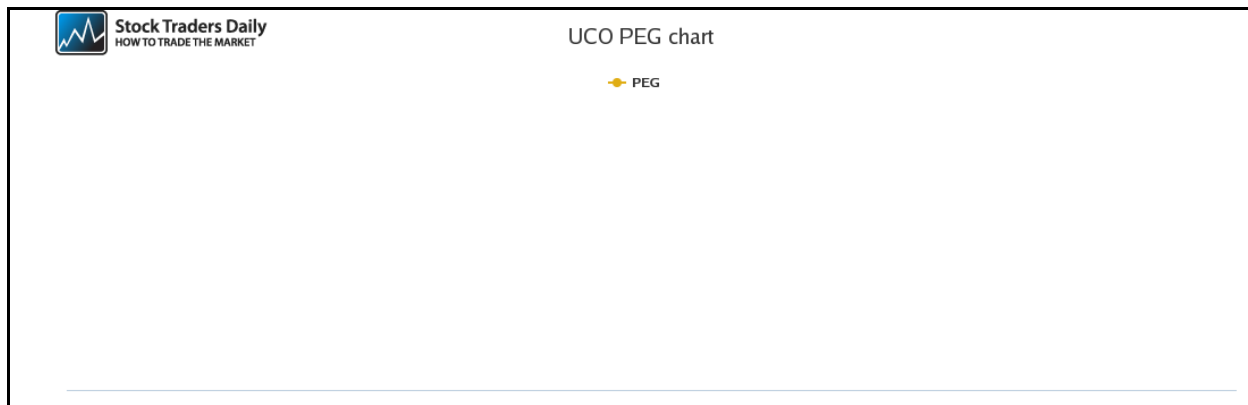 Stock Traders Daily
HOW TO TRADE THE MARKET
UCO PEG chart
PEG